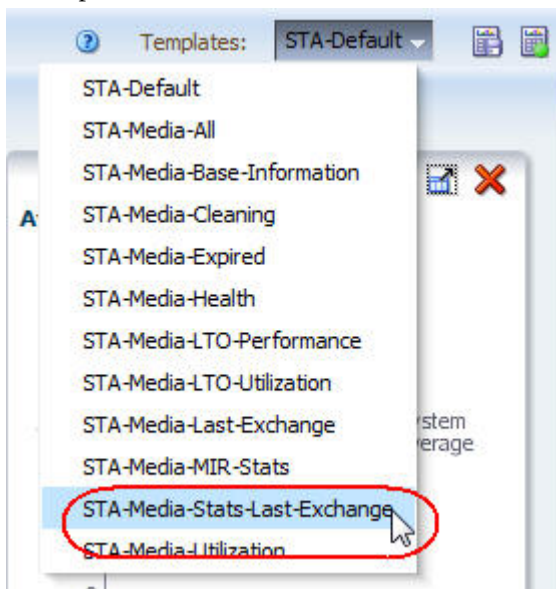 Templates: STA-Default
STA-Default
STA-Media-All
STA-Media-Base-Information
STA-Media-Cleaning
STA-Media-Expired
STA-Media-Health
STA-Media-LTO-Performance
STA-Media-LTO-Utilization
STA-Media-Last-Exchange
STA-Media-MIR-Stats
STA-Media-Stats-Last-Exchange
STA-Media-Utilization